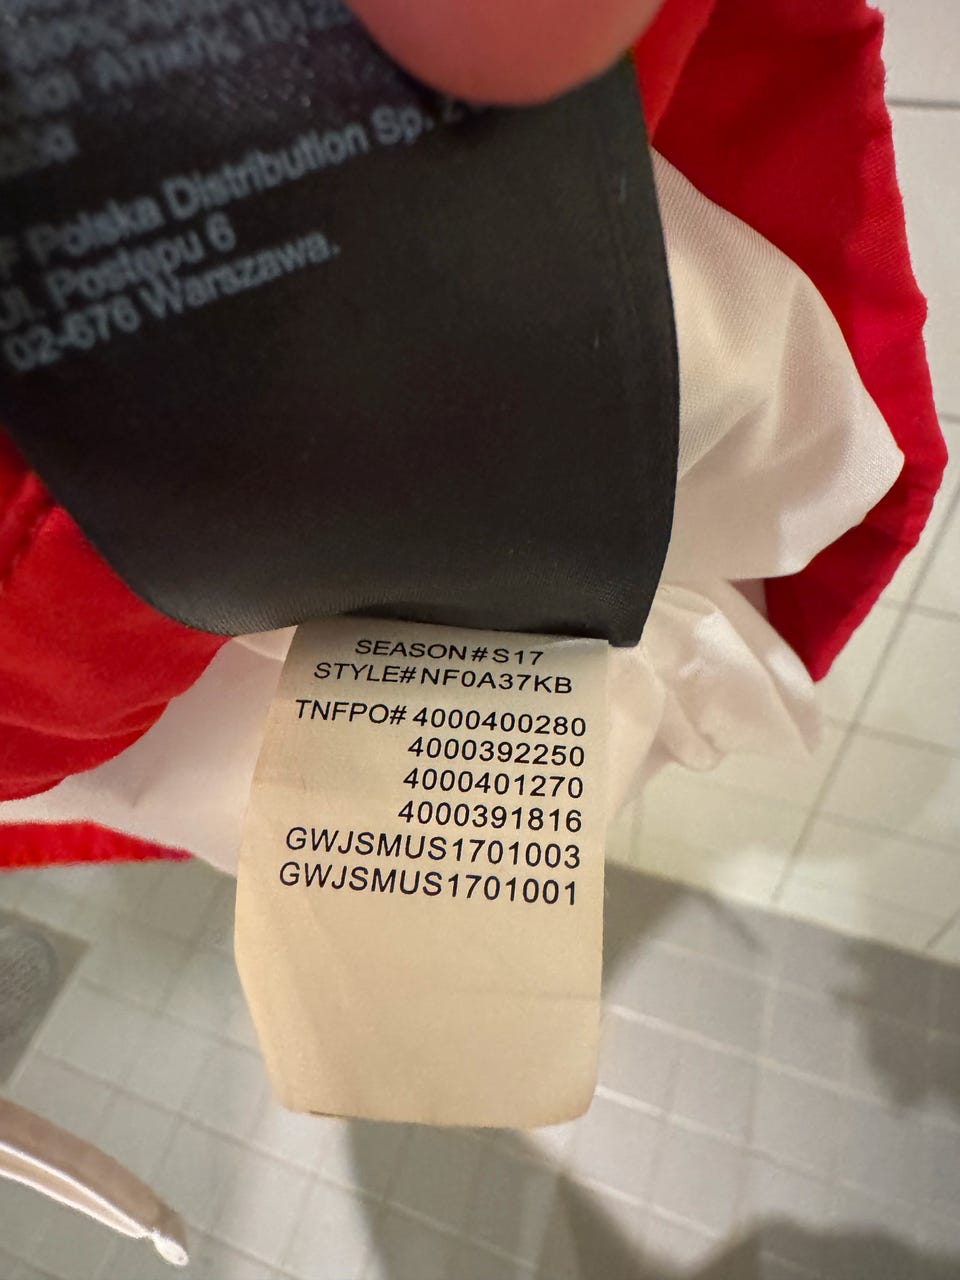 Polska Distribution Sp.
Ul. Postępu 6
02-676 Warszawa.
SEASON#S17
STYLE#NF0A37KB
TNFPO# 4000400280
4000392250
4000401270
4000391816
GWJSMUS1701003
GWJSMUS1701001